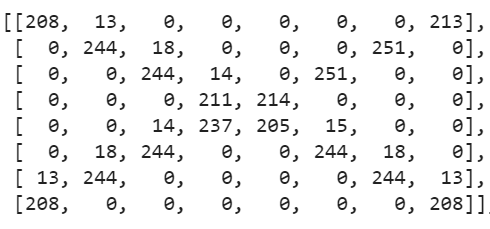 [[208, 13, 0, 0, 0, 0, 0, 213],
[ 0, 244, 18, 0, 0, 0, 251, 0],
[ 0, 0, 244, 14, 0, 251, 0, 0],
[ 0, 0, 0, 211, 214, 0, 0, 0],
[ 0, 0, 14, 237, 205, 15, 0, 0],
[ 0, 18, 244, 0, 0, 244, 18, 0],
[ 13, 244, 0, 0, 0, 0, 244, 13],
[208, 0, 0, 0, 0, 0, 0, 208]],